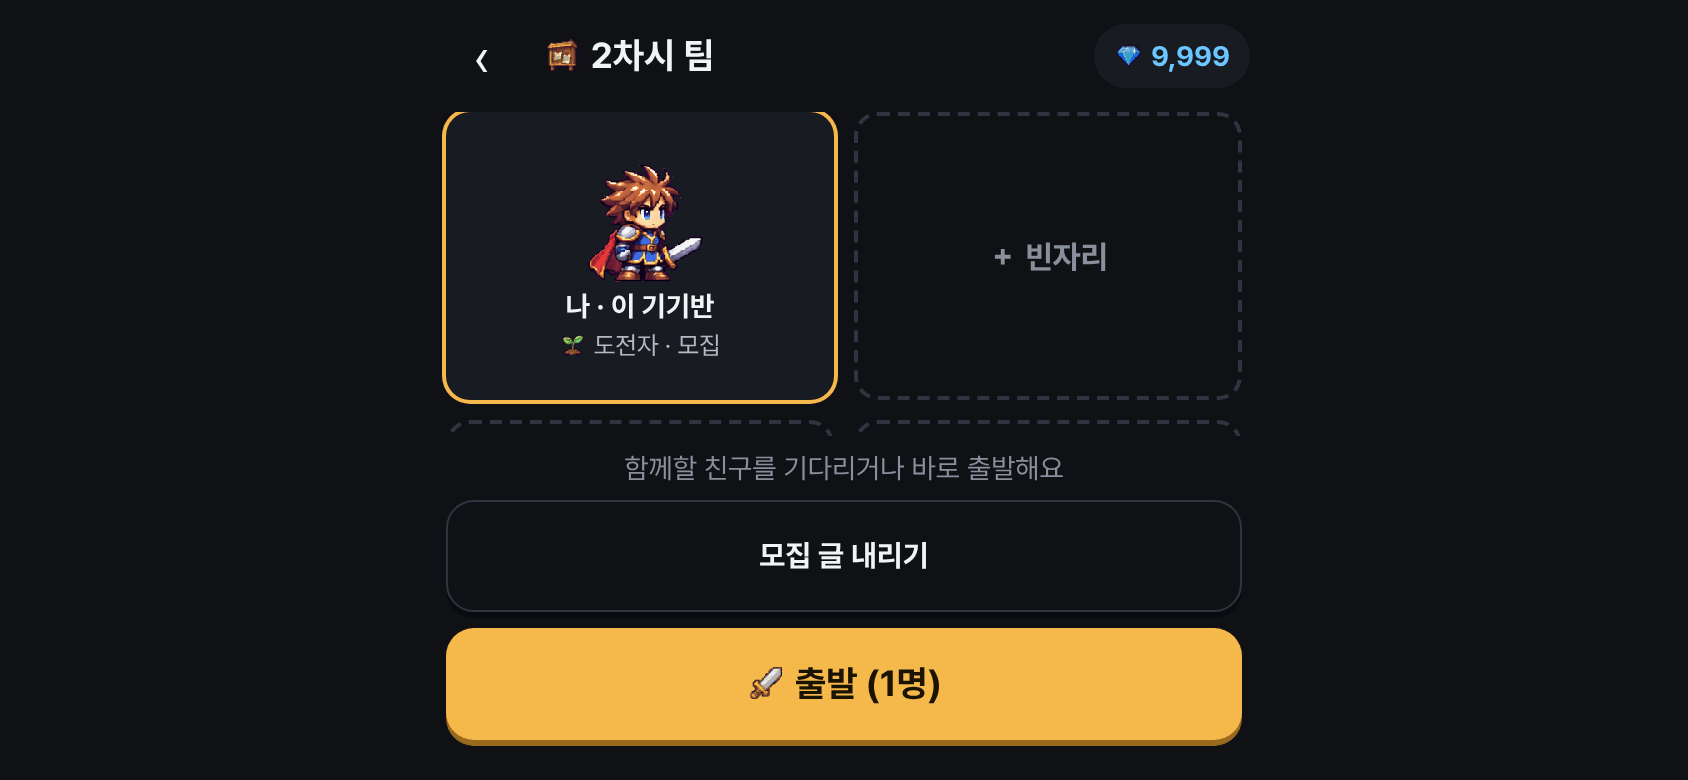 ‹ 2차시 팀 9,999
나 · 이 기기반
도전자 · 모집
+ 빈자리
함께할 친구를 기다리거나 바로 출발해요
모집 글 내리기
출발 (1명)